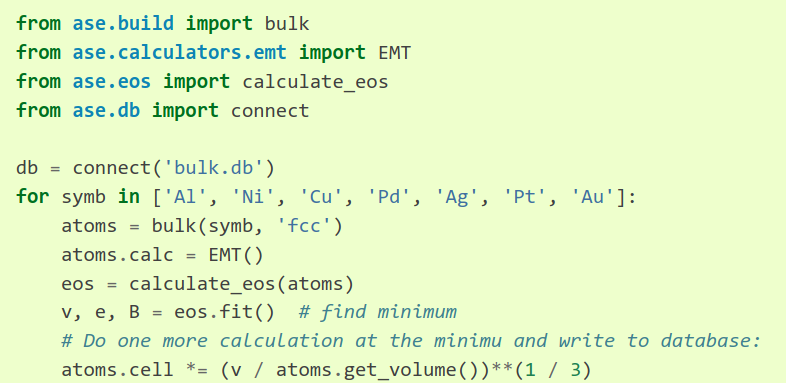 from ase.build import bulk
from ase.calculators.emt import EMT
from ase.eos import calculate_eos
from ase.db import connect

db = connect('bulk.db')
for symb in ['Al', 'Ni', 'Cu', 'Pd', 'Ag', 'Pt', 'Au']:
    atoms = bulk(symb, 'fcc')
    atoms.calc = EMT()
    eos = calculate_eos(atoms)
    v, e, B = eos.fit()  # find minimum
    # Do one more calculation at the minimu and write to database:
    atoms.cell *= (v / atoms.get_volume())**(1 / 3)